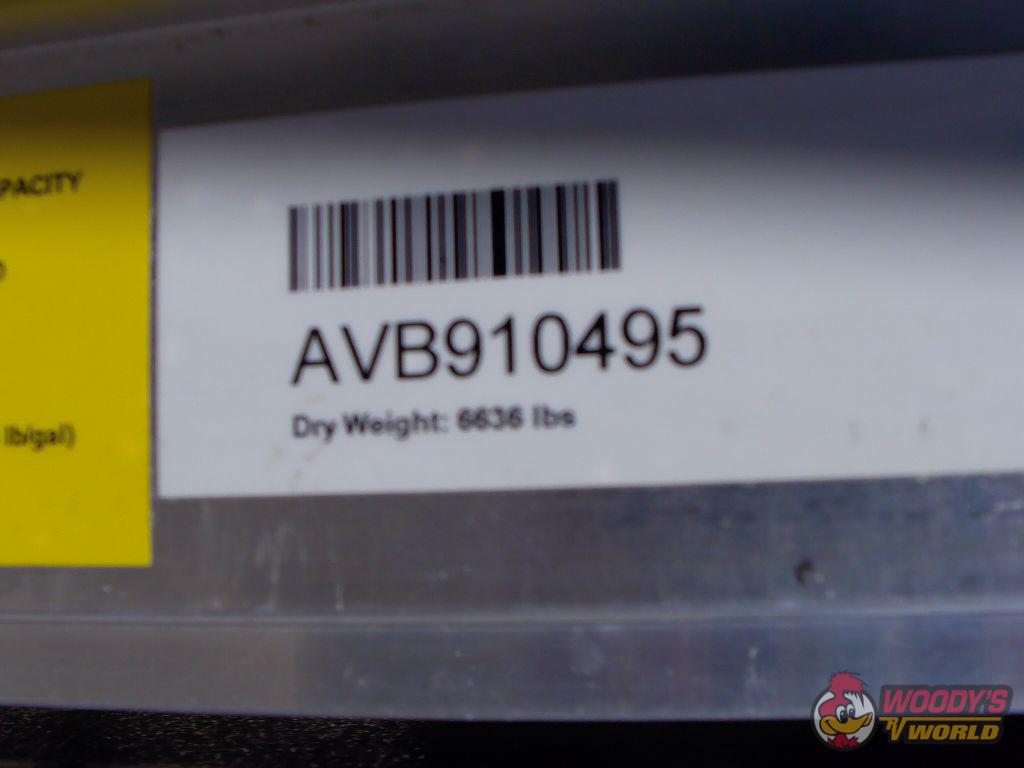 PACITY
lb/gal)
AVB910495
Dry Weight: 6636 lbs
WOODY'S
RV WORLD